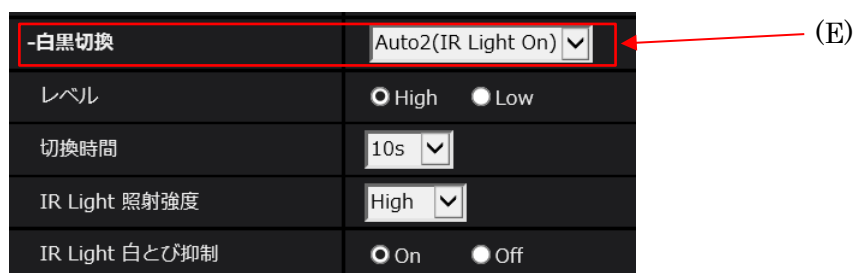 -白黒切換 Auto2(IR Light On) (E)
レベル High Low
切換時間 10s
IR Light 照射強度 High
IR Light 白とび抑制 On Off